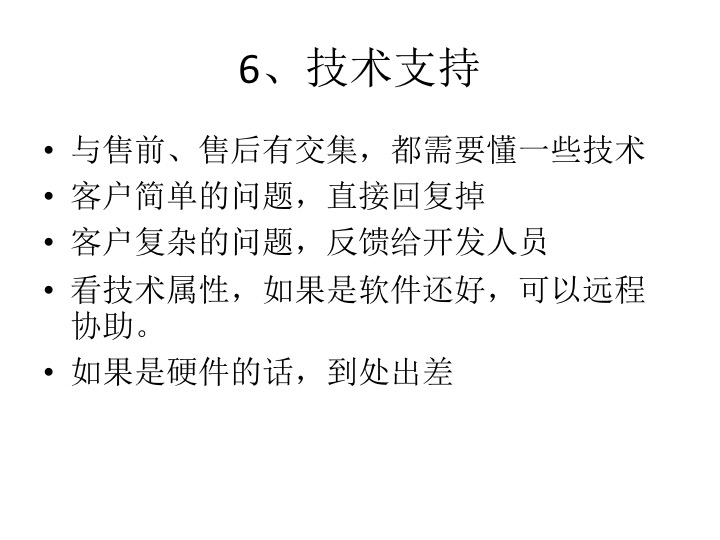 6、技术支持
• 与售前、售后有交集，都需要懂一些技术
• 客户简单的问题，直接回复掉
• 客户复杂的问题，反馈给开发人员
• 看技术属性，如果是软件还好，可以远程
协助。
• 如果是硬件的话，到处出差